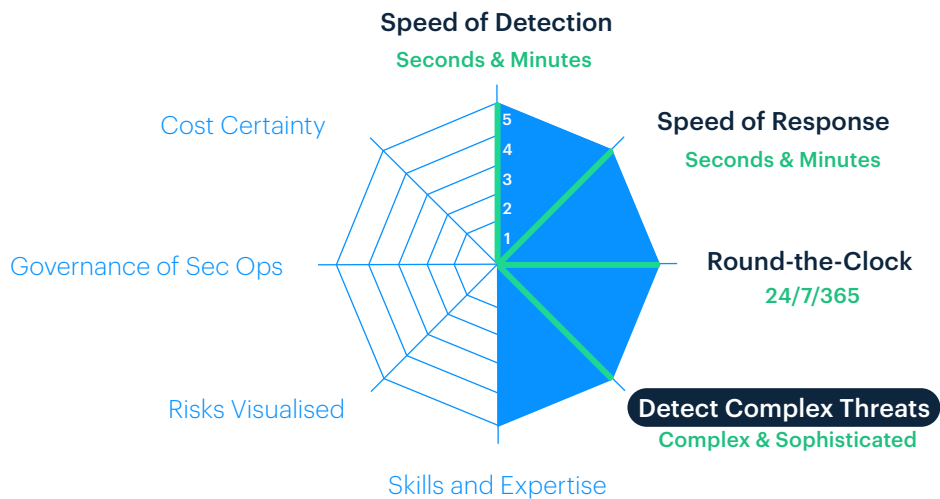 Speed of Detection
Seconds & Minutes
Cost Certainty
Speed of Response
Seconds & Minutes
5
4
3
2
1
Governance of Sec Ops
Round-the-Clock
24/7/365
Risks Visualised
Detect Complex Threats
Complex & Sophisticated
Skills and Expertise